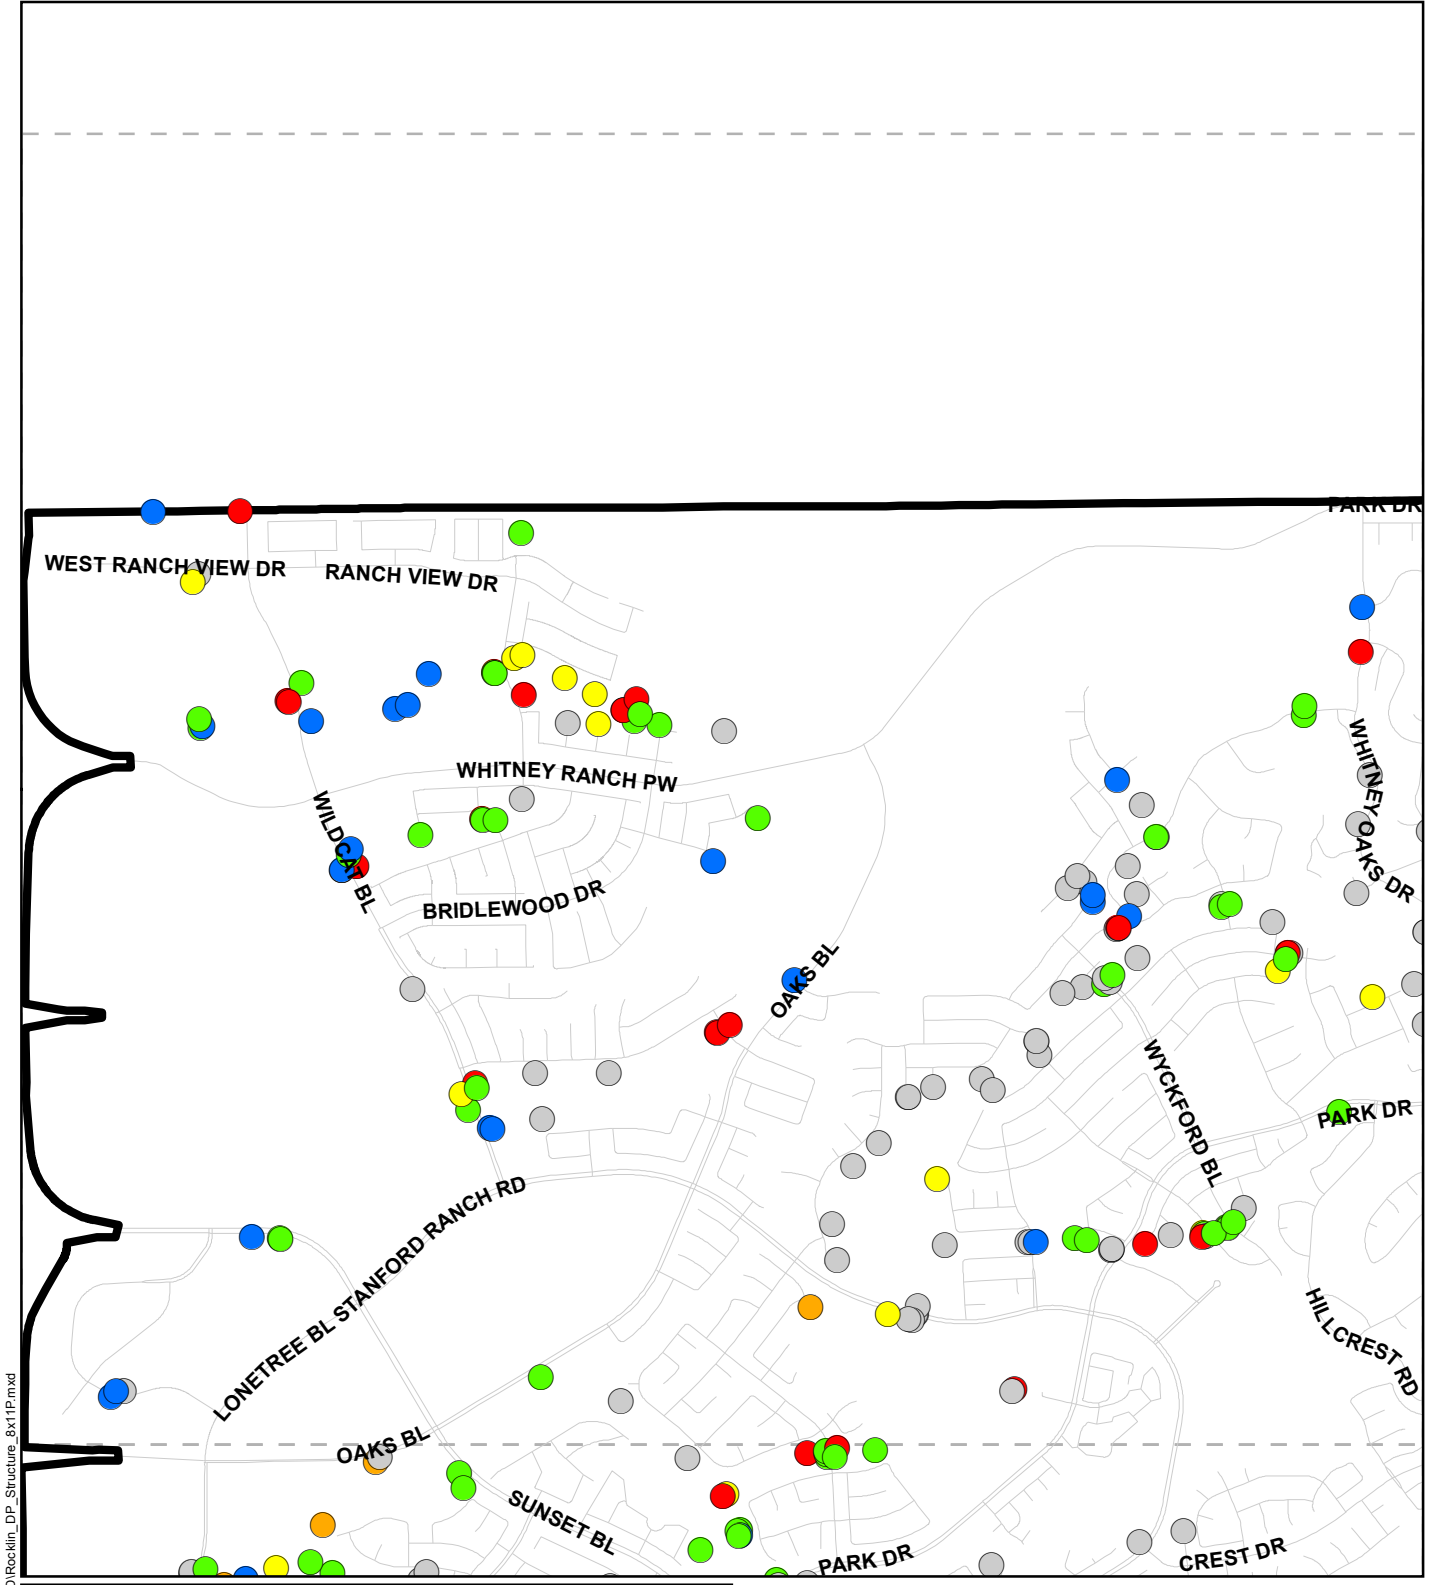 PARK DR
WEST RANCH VIEW DR
RANCH VIEW DR
WHITNEY OAKS DR
WHITNEY RANCH PW
WILDCAT BL
BRIDLEWOOD DR
OAKS BL
WYCKFORD BL
PARK DR
LONETREE BL STANFORD RANCH RD
HILLCREST RD
OAKS BL
SUNSET BL
PARK DR
CREST DR
D\Rocklin_DP_Structure_8x11P.mxd